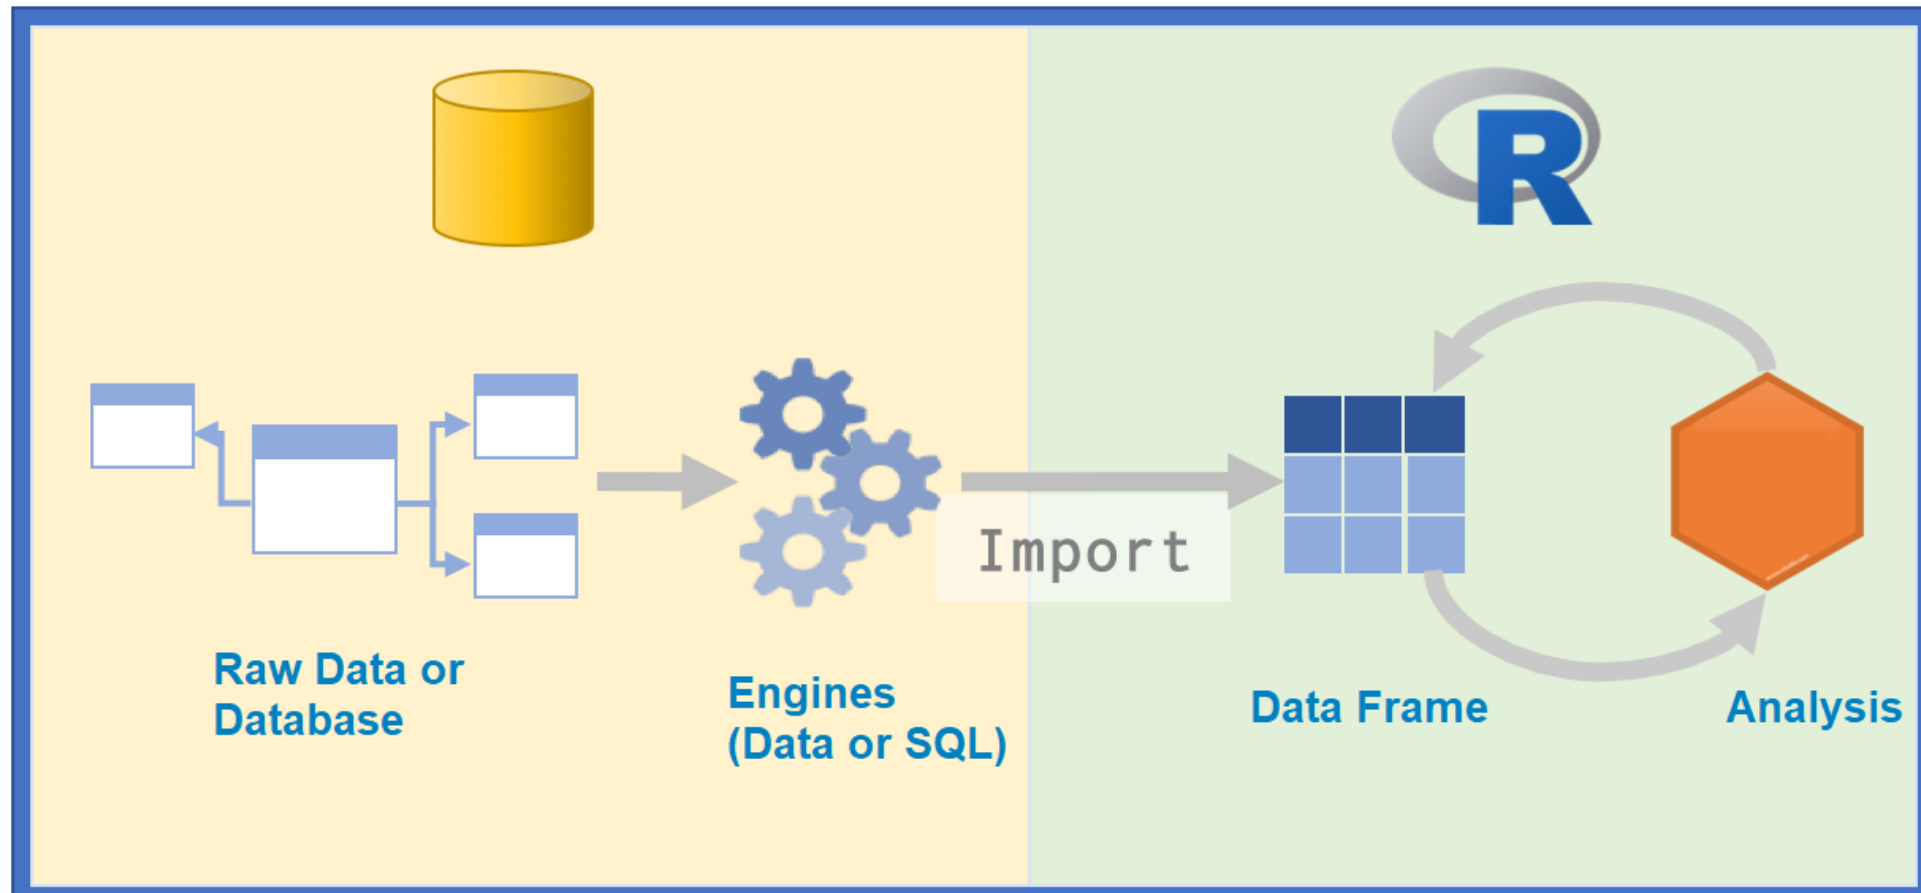 R
Import
Raw Data or
Database
Engines
(Data or SQL)
Data Frame
Analysis